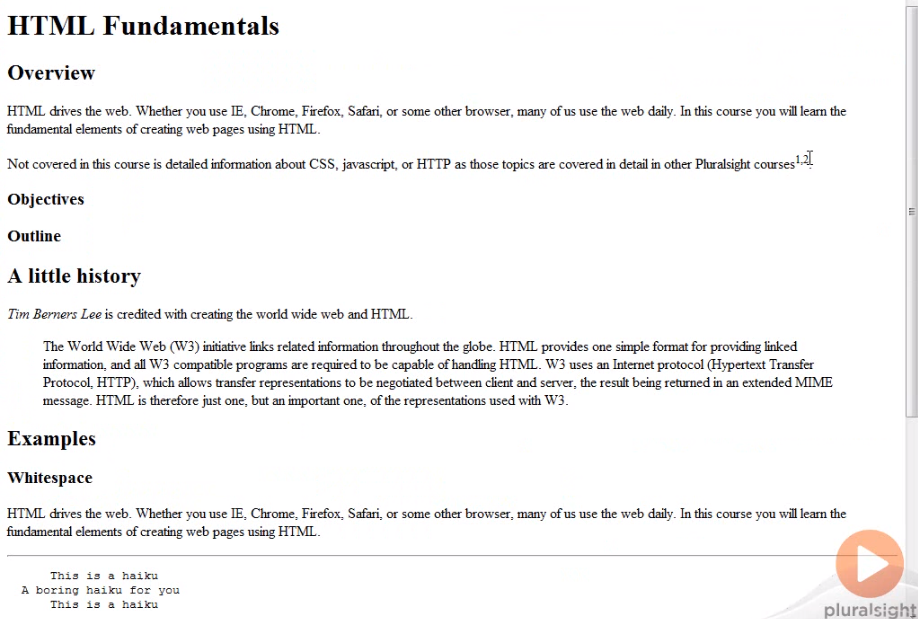 HTML Fundamentals
Overview
HTML drives the web. Whether you use IE, Chrome, Firefox, Safari, or some other browser, many of us use the web daily. In this course you will learn the
fundamental elements of creating web pages using HTML.
Not covered in this course is detailed information about CSS, javascript, or HTTP as those topics are covered in detail in other Pluralsight courses1,2.
Objectives
Outline
A little history
Tim Berners Lee is credited with creating the world wide web and HTML.
The World Wide Web (W3) initiative links related information throughout the globe. HTML provides one simple format for providing linked
information, and all W3 compatible programs are required to be capable of handling HTML. W3 uses an Internet protocol (Hypertext Transfer
Protocol, HTTP), which allows transfer representations to be negotiated between client and server, the result being returned in an extended MIME
message. HTML is therefore just one, but an important one, of the representations used with W3.
Examples
Whitespace
HTML drives the web. Whether you use IE, Chrome, Firefox, Safari, or some other browser, many of us use the web daily. In this course you will learn the
fundamental elements of creating web pages using HTML.
This is a haiku
A boring haiku for you
This is a haiku
pluralsight